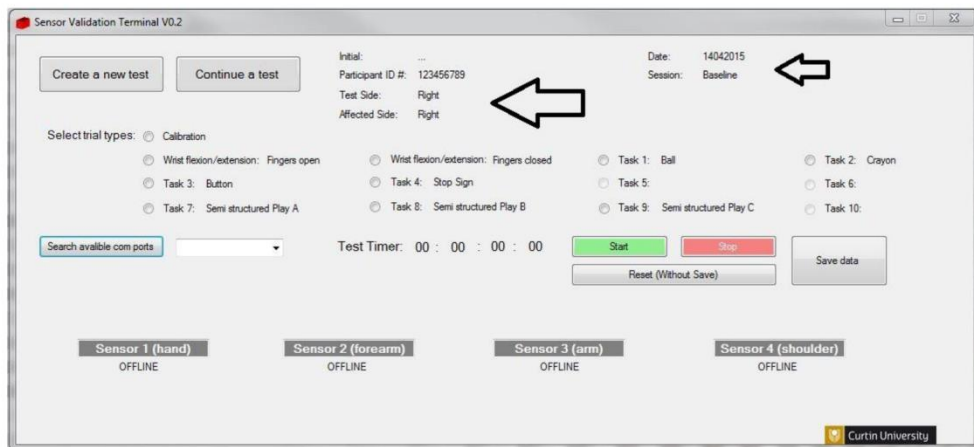 Sensor Validation Terminal V0.2
Create a new test
Continue a test
Initial: ...
Participant ID #: 123456789
Test Side: Right
Affected Side: Right
Date: 14042015
Session: Baseline
Select trial types: Calibration
Wrist flexion/extension: Fingers open Wrist flexion/extension: Fingers closed Task 1: Ball Task 2: Crayon
Task 3: Button Task 4: Stop Sign Task 5: Task 6:
Task 7: Semi structured Play A Task 8: Semi structured Play B Task 9: Semi structured Play C Task 10:
Search avalible com ports Test Timer: 00 : 00 : 00 : 00 Start Stop
Reset (Without Save)
Save data
Sensor 1 (hand) Sensor 2 (forearm) Sensor 3 (arm) Sensor 4 (shoulder)
OFFLINE OFFLINE OFFLINE OFFLINE
Curtin University